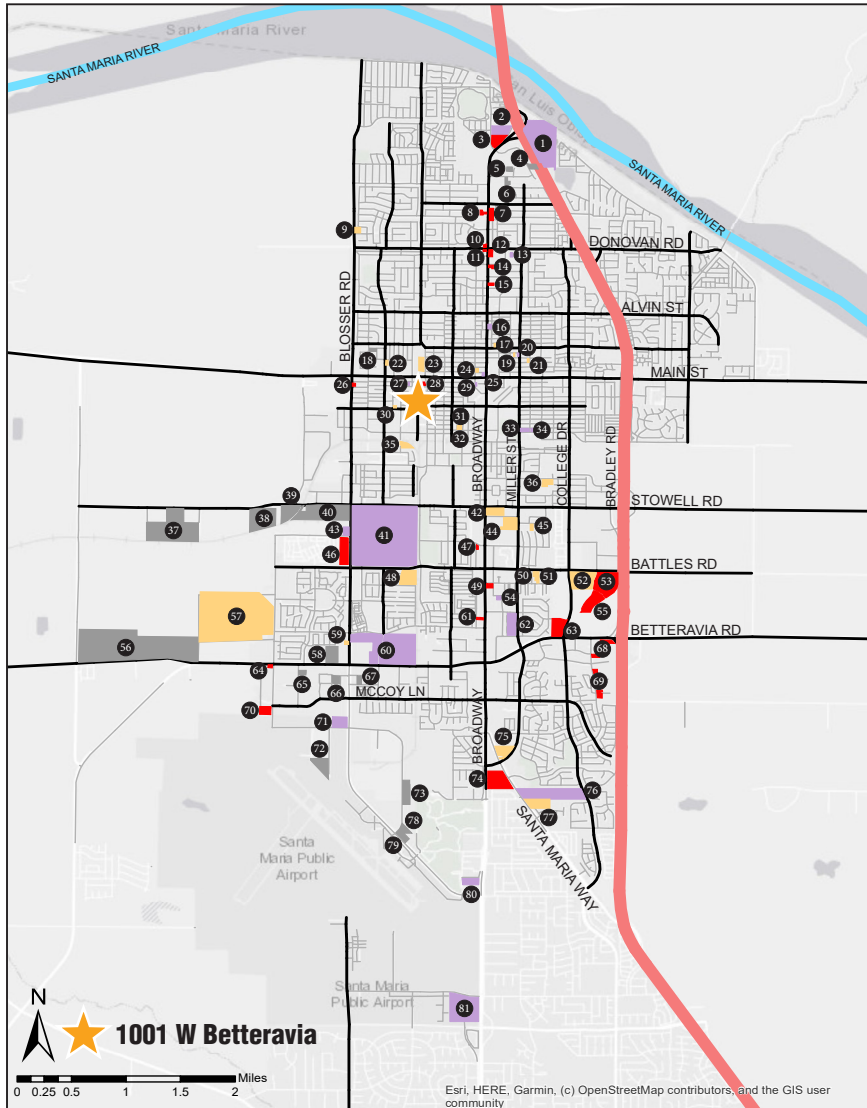 Santa Maria River
SANTA MARIA RIVER
San Luis Obis
2
3
1
4
5
6
8
7
9
SANTA MARIA RIVER
10
12
DONOVAN RD
11
13
14
15
BLOSSER RD
ALVIN ST
16
17
20
18
22
23
19
21
24
MAIN ST
26
27
28
29
25
30
31
32
33
34
35
BROADWAY
MILLER ST
COLLEGE DR
BRADLEY RD
36
39
STOWELL RD
37
38
40
42
43
41
44
45
46
47
BATTLES RD
48
50
51
52
53
49
54
55
57
61
62
63
BETTERAVIA RD
56
59
58
60
64
68
65
66
67
69
MCCOY LN
70
71
BROADWAY
72
75
74
73
76
77
78
79
SANTA MARIA WAY
Santa
Maria Public
Airport
80
Santa Maria
Public Airport
81
N
1001 W Betteravia
Miles
0 0.25 0.5 1 1.5 2
Esri, HERE, Garmin, (c) OpenStreetMap contributors, and the GIS user
community